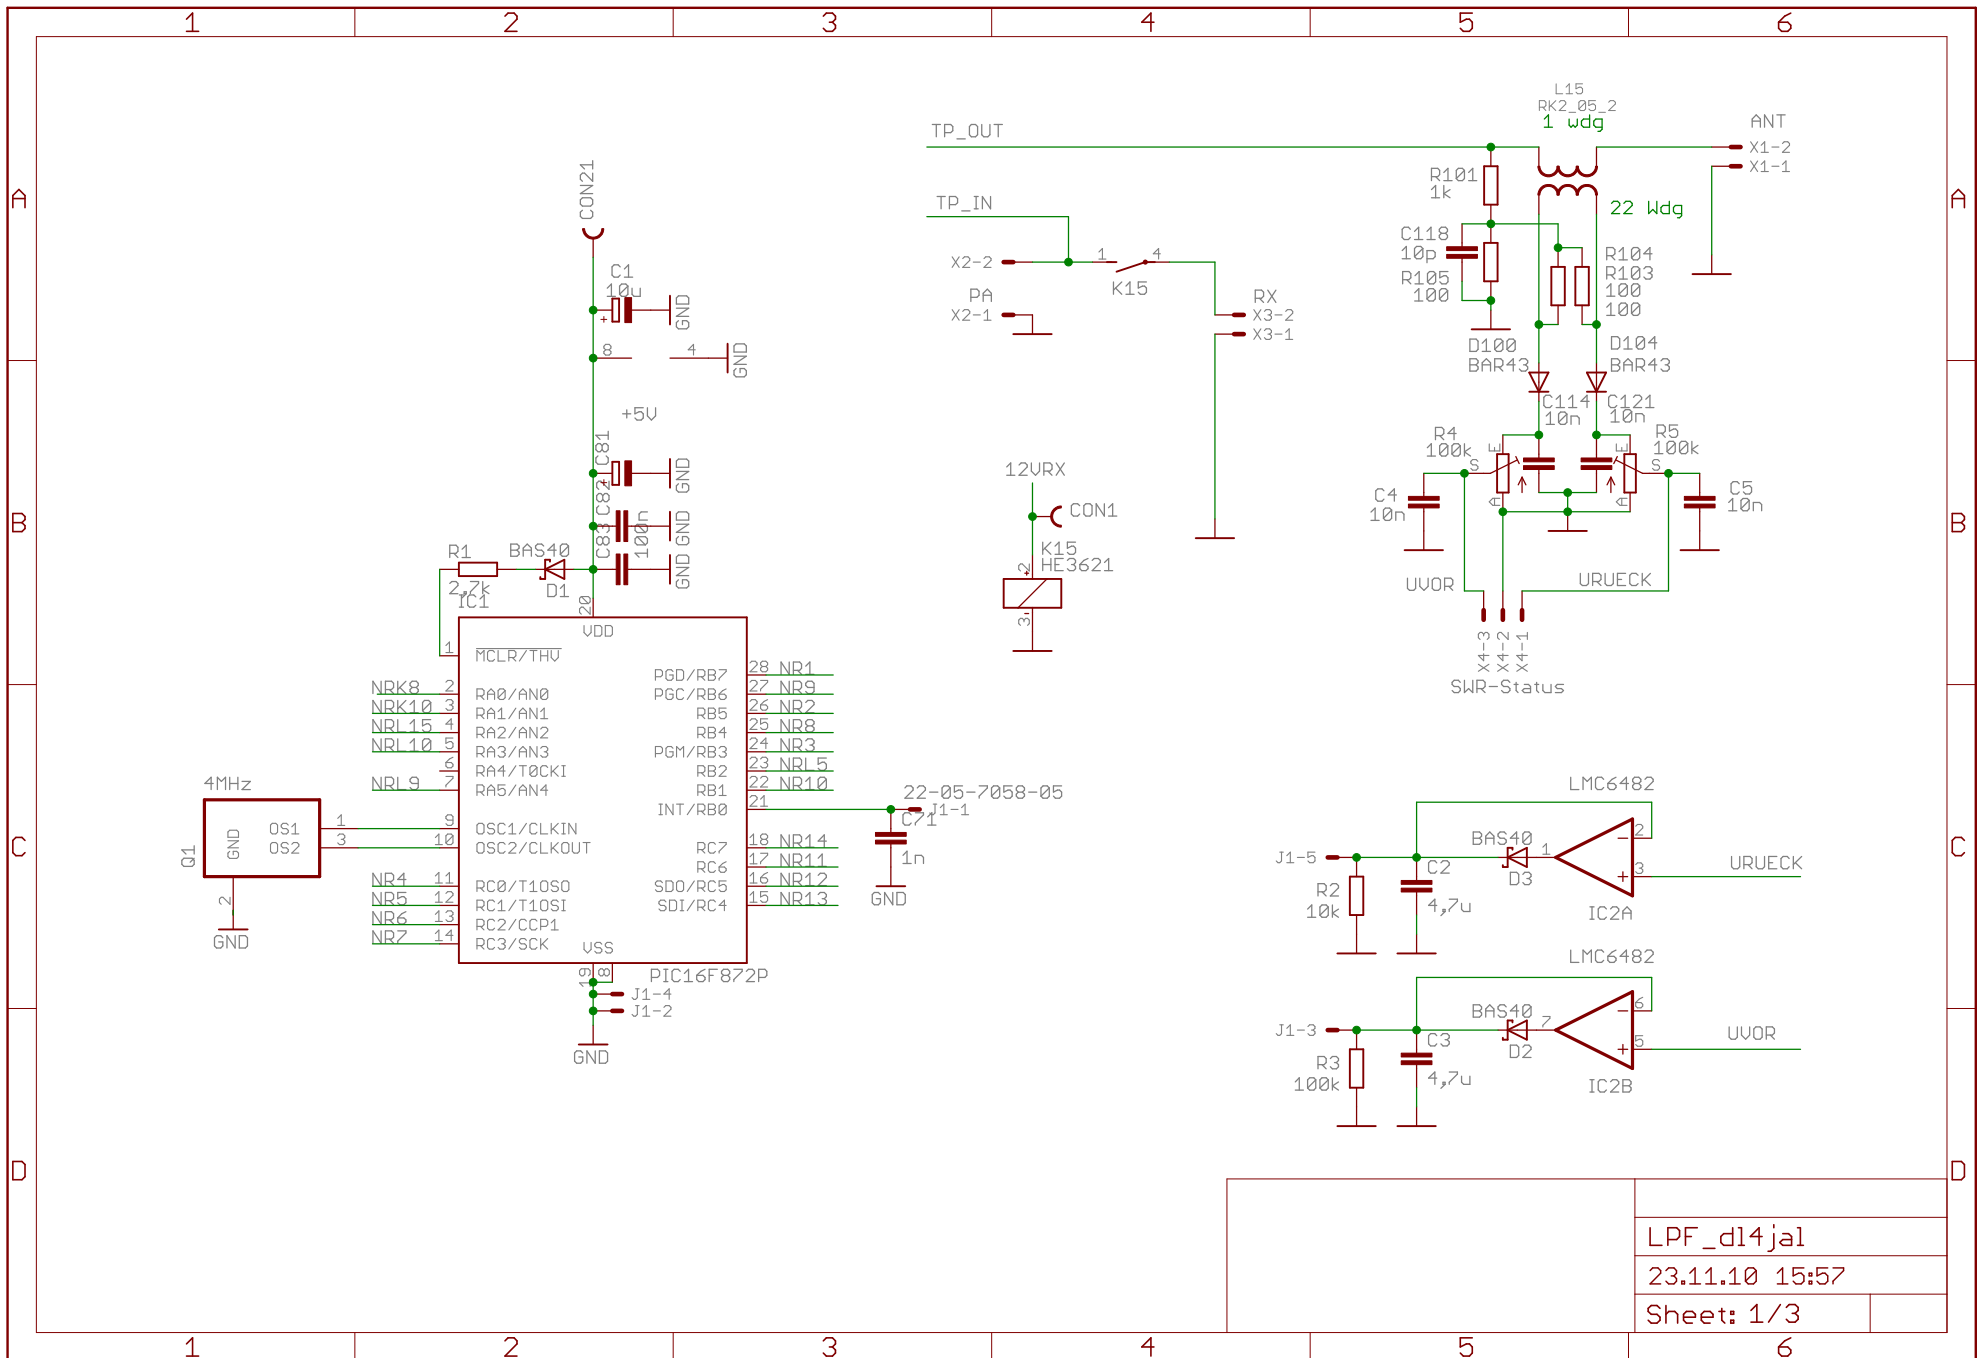 1 2 3 4 5 6
A
B
C
D
A
B
C
D
1 2 3 4 5 6
CON21
C1
10u
+
GND
8
4
GND
+5V
C81
+
GND
C82
GND
C83
100n
GND
R1
2,7k
BAS40
D1
IC1
20
VDD
1 MCLR/THV
NRK8 2 RA0/AN0
NRK10 3 RA1/AN1
NRL15 4 RA2/AN2
NRL10 5 RA3/AN3
6 RA4/T0CKI
NRL9 7 RA5/AN4
9 OSC1/CLKIN
10 OSC2/CLKOUT
NR4 11 RC0/T1OSO
NR5 12 RC1/T1OSI
NR6 13 RC2/CCP1
NR7 14 RC3/SCK
PGD/RB7 28 NR1
PGC/RB6 27 NR9
RB5 26 NR2
RB4 25 NR8
PGM/RB3 24 NR3
RB2 23 NRL5
RB1 22 NR10
INT/RB0 21
RC7 18 NR14
RC6 17 NR11
SDO/RC5 16 NR12
SDI/RC4 15 NR13
VSS
19
8
PIC16F872P
J1-4
J1-2
GND
4MHz
Q1
GND
OS1
OS2
1
3
2
GND
22-05-7058-05
J1-1
C71
1n
GND
TP_OUT
TP_IN
X2-2
1
4
K15
PA
X2-1
RX
X3-2
X3-1
12VRX
CON1
K15
HE3621
2
+
3
-
L15
RK2_05_2
1 wdg
22 Wdg
ANT
X1-2
X1-1
R101
1k
C118
10p
R105
100
R104
R103
100
100
D100
BAR43
D104
BAR43
C114
10n
C121
10n
R4
100k
E
S
A
R5
100k
E
S
A
C4
10n
C5
10n
UVOR
URUECK
X4-3
X4-2
X4-1
SWR-Status
LMC6482
J1-5
BAS40
D3
1
2
3
-
+
URUECK
C2
4,7u
R2
10k
IC2A
LMC6482
J1-3
BAS40
D2
7
6
5
-
+
UVOR
C3
4,7u
R3
100k
IC2B
LPF_dl4jal
23.11.10 15:57
Sheet: 1/3